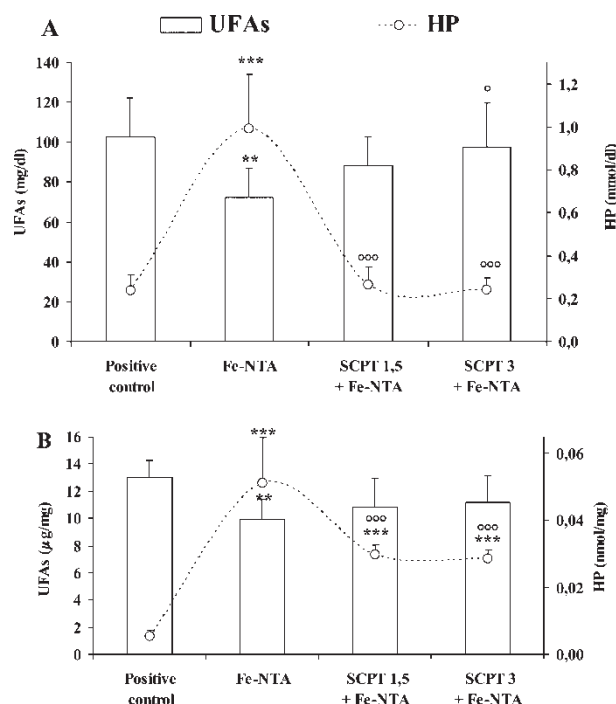 A
UFAs HP
UFAs (mg/dl)
140
120
100
80
60
40
20
0
***
**
°°°
°
°°°
1,2
1,0
0,8
0,6
0,4
0,2
0,0
HP (nmol/dl)
Positive control
Fe-NTA
SCPT 1,5 + Fe-NTA
SCPT 3 + Fe-NTA
B
UFAs (µg/mg)
16
14
12
10
8
6
4
2
0
***
**
°°°
***
°°°
***
0,06
0,04
0,02
0,00
HP (nmol/mg)
Positive control
Fe-NTA
SCPT 1,5 + Fe-NTA
SCPT 3 + Fe-NTA